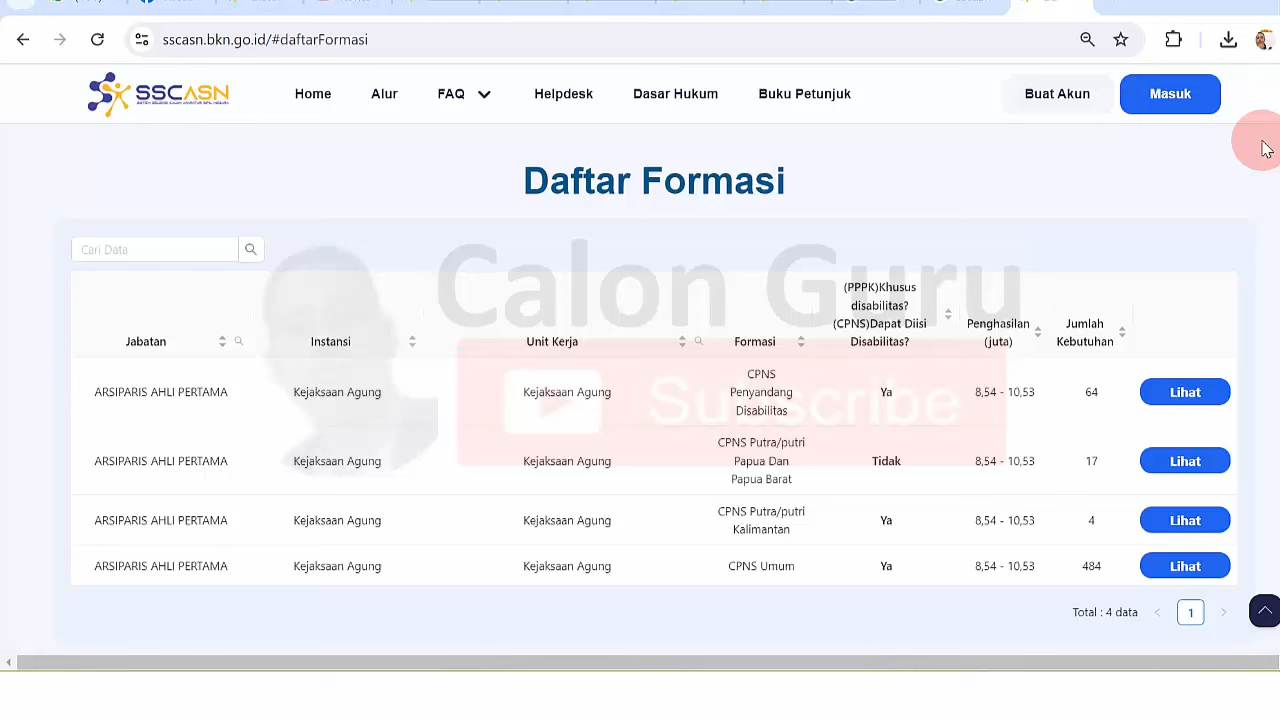 sscasn.bkn.go.id/#daftarFormasi
SSCASN
Home Alur FAQ Helpdesk Dasar Hukum Buku Petunjuk Buat Akun Masuk
Daftar Formasi
Cari Data
Calon Guru
Subscribe
Jabatan Instansi Unit Kerja Formasi (PPPK)Khusus disabilitas? (CPNS)Dapat Diisi Disabilitas? Penghasilan (juta) Jumlah Kebutuhan
ARSIPARIS AHLI PERTAMA Kejaksaan Agung Kejaksaan Agung CPNS Penyandang Disabilitas Ya 8,54 - 10,53 64 Lihat
ARSIPARIS AHLI PERTAMA Kejaksaan Agung Kejaksaan Agung CPNS Putra/putri Papua Dan Papua Barat Tidak 8,54 - 10,53 17 Lihat
ARSIPARIS AHLI PERTAMA Kejaksaan Agung Kejaksaan Agung CPNS Putra/putri Kalimantan Ya 8,54 - 10,53 4 Lihat
ARSIPARIS AHLI PERTAMA Kejaksaan Agung Kejaksaan Agung CPNS Umum Ya 8,54 - 10,53 484 Lihat
Total : 4 data 1